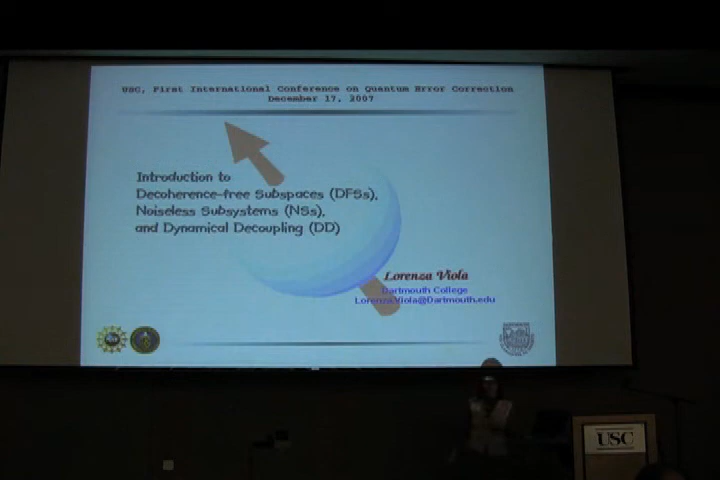 USC, First International Conference on Quantum Error Correction
December 17, 2007
Introduction to
Decoherence-free Subspaces (DFSs),
Noiseless Subsystems (NSs),
and Dynamical Decoupling (DD)
Lorenza Viola
Dartmouth College
Lorenza.Viola@Dartmouth.edu
USC